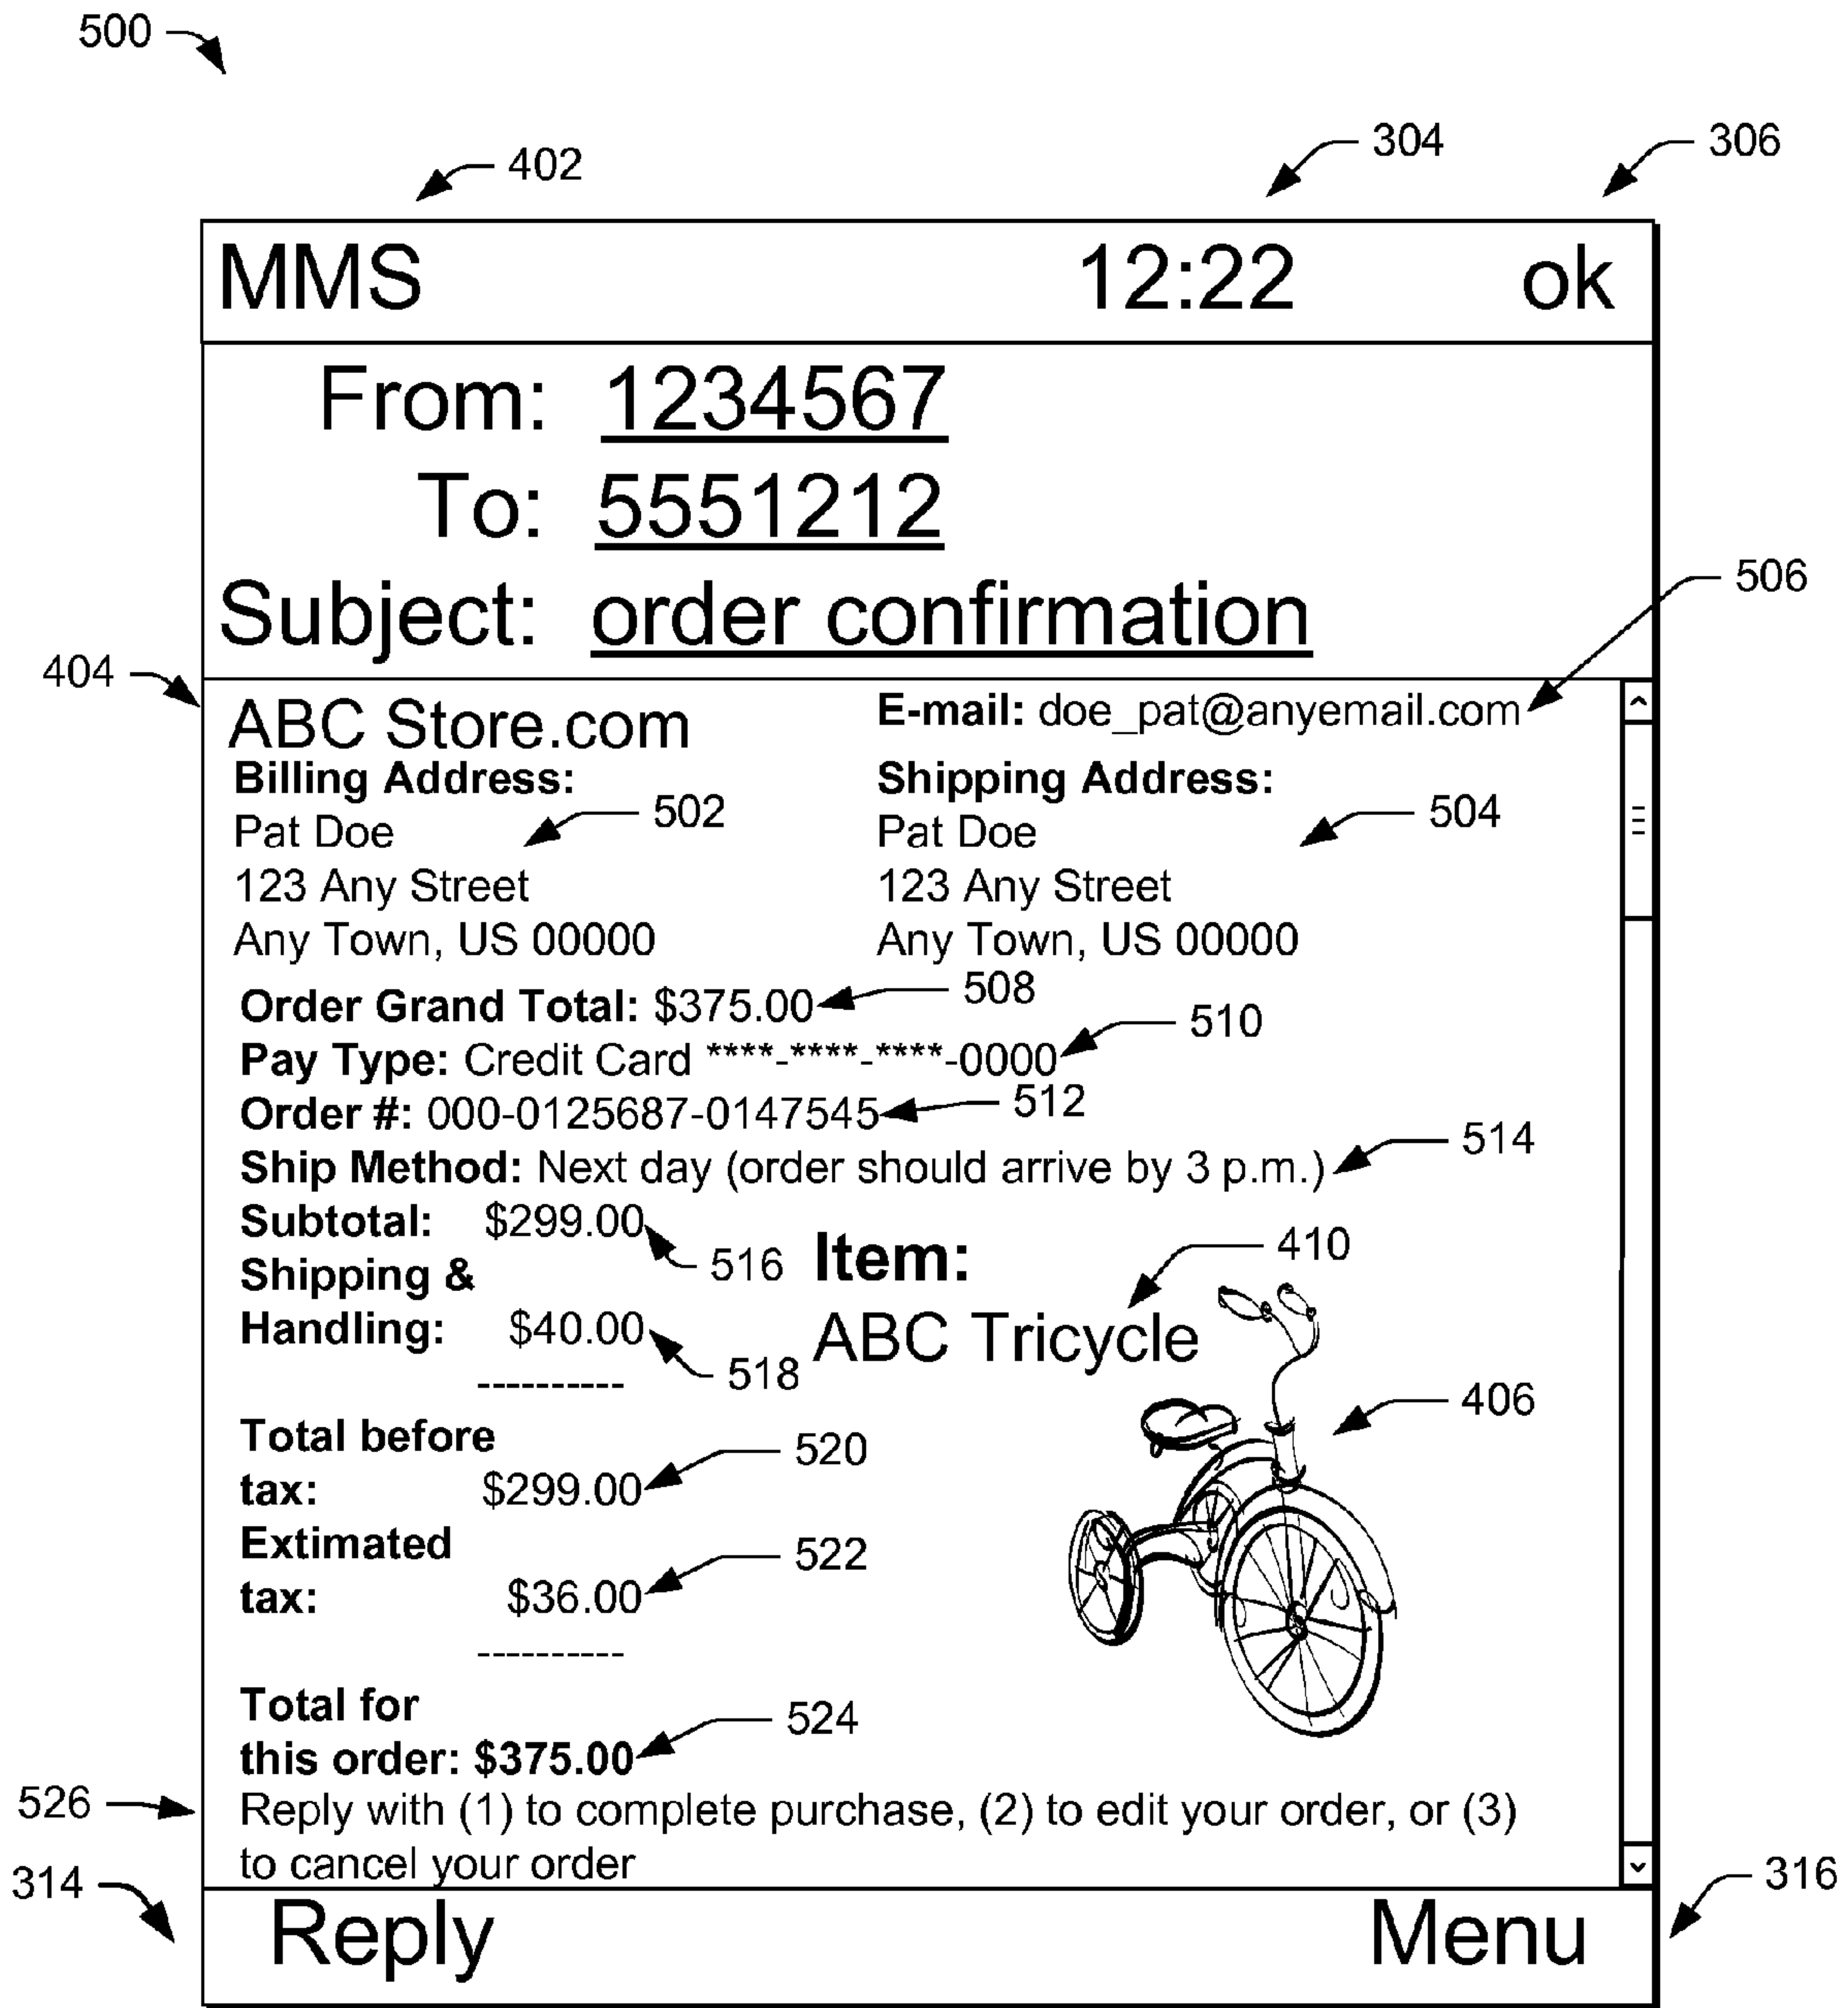 500
402
304
306
MMS 12:22 ok
From: 1234567
To: 5551212
506
Subject: order confirmation
404
ABC Store.com E-mail: doe_pat@anyemail.com
Billing Address: Shipping Address:
502 504
Pat Doe Pat Doe
123 Any Street 123 Any Street
Any Town, US 00000 Any Town, US 00000
Order Grand Total: $375.00 508
Pay Type: Credit Card ****-****-****-0000 510
Order #: 000-0125687-0147545 512
Ship Method: Next day (order should arrive by 3 p.m.) 514
Subtotal: $299.00 516
Shipping &
Handling: $40.00 518
----------
Total before
tax: $299.00 520
Extimated
tax: $36.00 522
----------
Total for
this order: $375.00 524
Item: 410
ABC Tricycle
406
526
Reply with (1) to complete purchase, (2) to edit your order, or (3)
to cancel your order
314 316
Reply Menu